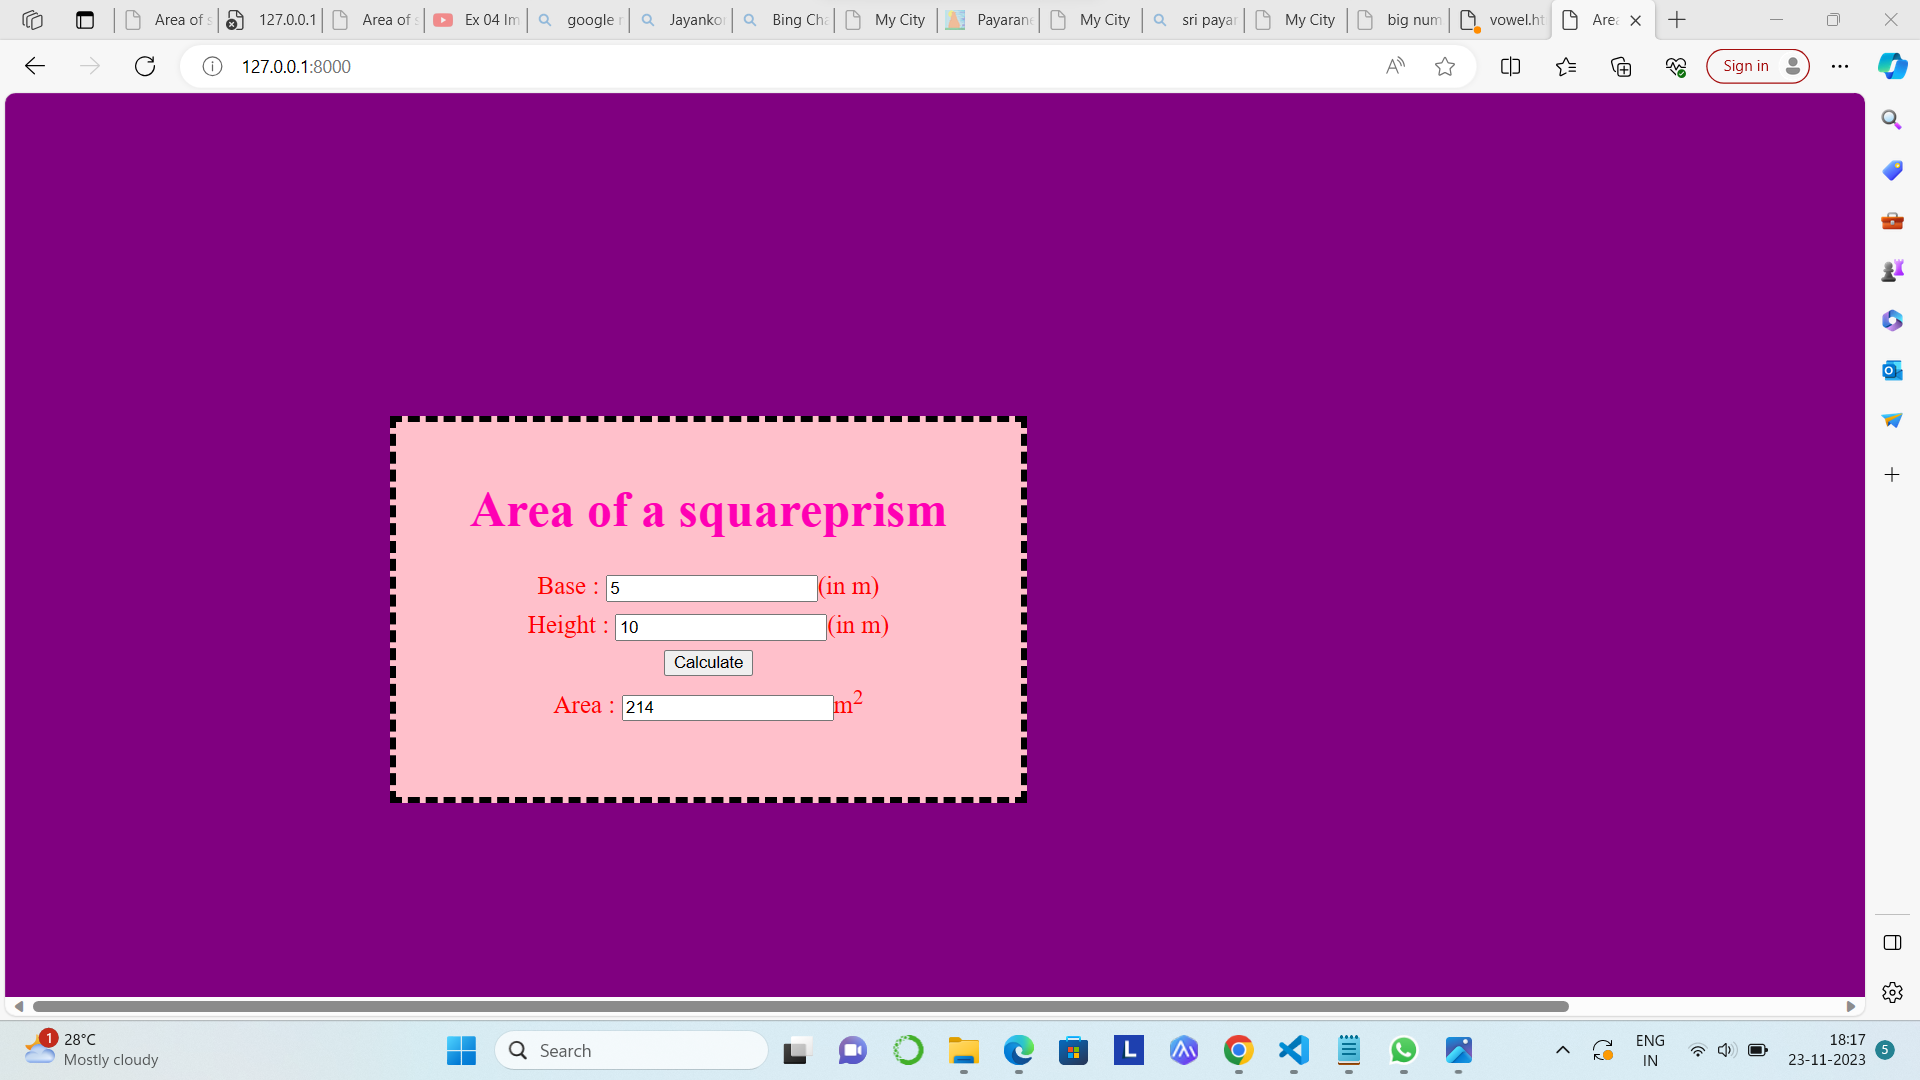 Area of s
127.0.0.1
Area of s
Ex 04 Im
google r
Jayankor
Bing Cha
My City
Payarane
My City
sri payar
My City
big num
vowel.ht
Area
127.0.0.1:8000
Sign in
Area of a squareprism
Base : 5 (in m)
Height : 10 (in m)
Calculate
Area : 214 m²
1
28°C
Mostly cloudy
Search
L
ENG
IN
18:17
23-11-2023
5